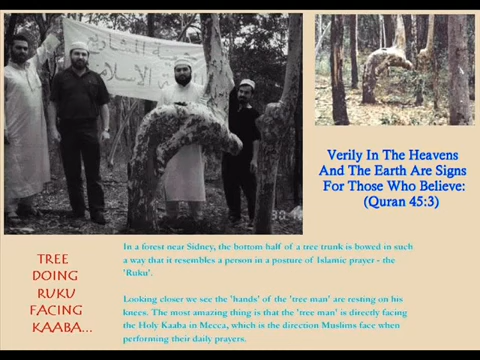 المشاريع
الاسلامية
Verily In The Heavens
And The Earth Are Signs
For Those Who Believe:
(Quran 45:3)
TREE
DOING
RUKU
FACING
KAABA...
In a forest near Sidney, the bottom half of a tree trunk is bowed in such
a way that it resembles a person in a posture of Islamic prayer - the
'Ruku'.
Looking closer we see the 'hands' of the 'tree man' are resting on his
knees. The most amazing thing is that the 'tree man' is directly facing
the Holy Kaaba in Mecca, which is the direction Muslims face when
performing their daily prayers.